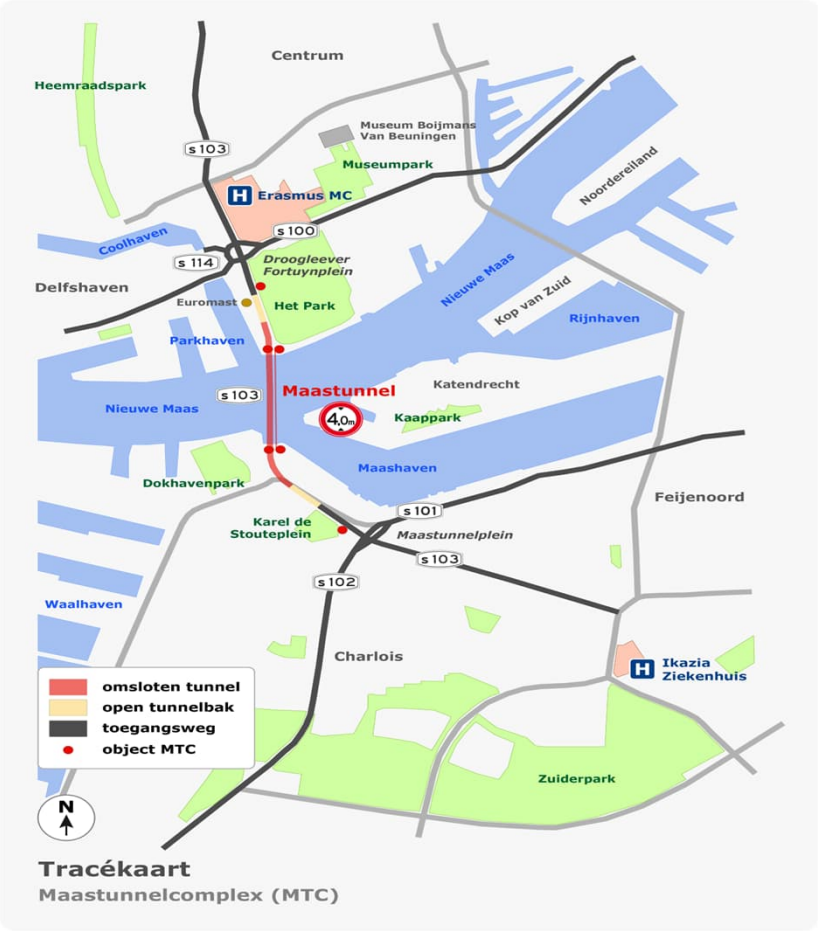 Centrum
Heemraadspark
Museum Boijmans
Van Beuningen
s 103
Museumpark
Noordereiland
H Erasmus MC
s 100
Coolhaven
s 114
Droogleever
Fortuynplein
Delfshaven
Nieuwe Maas
Euromast
Het Park
Kop van Zuid
Rijnhaven
Parkhaven
Katendrecht
s 103
Maastunnel
Nieuwe Maas
4,0m
Kaappark
Maashaven
Dokhavenpark
Feijenoord
s 101
Karel de
Stouteplein
Maastunnelplein
s 103
s 102
Waalhaven
Charlois
H Ikazia
Ziekenhuis
omsloten tunnel
open tunnelbak
toegangsweg
object MTC
Zuiderpark
N
Tracékaart
Maastunnelcomplex (MTC)